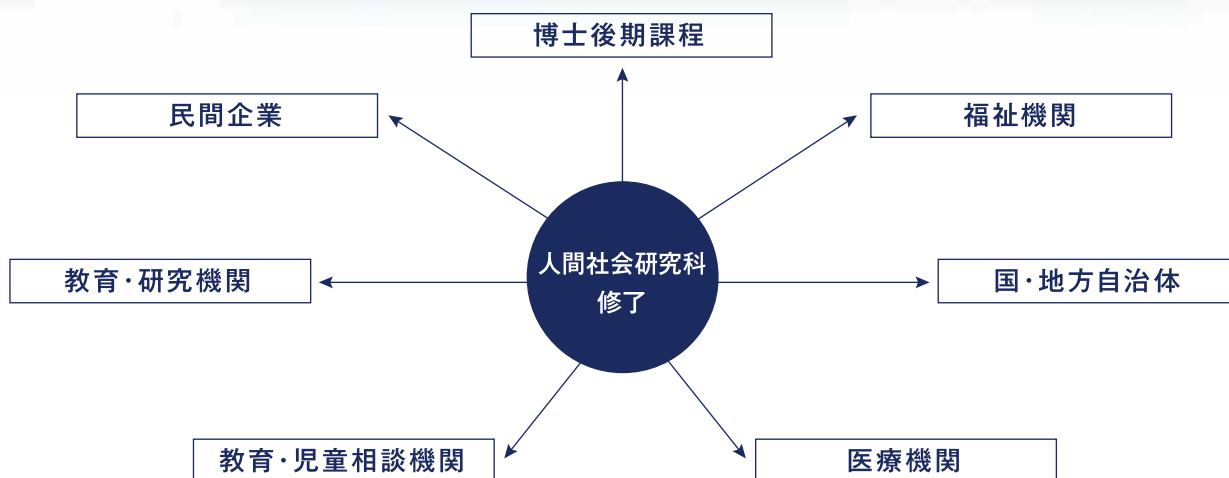 博士後期課程
民間企業
福祉機関
人間社会研究科
修了
教育・研究機関
国・地方自治体
教育・児童相談機関
医療機関